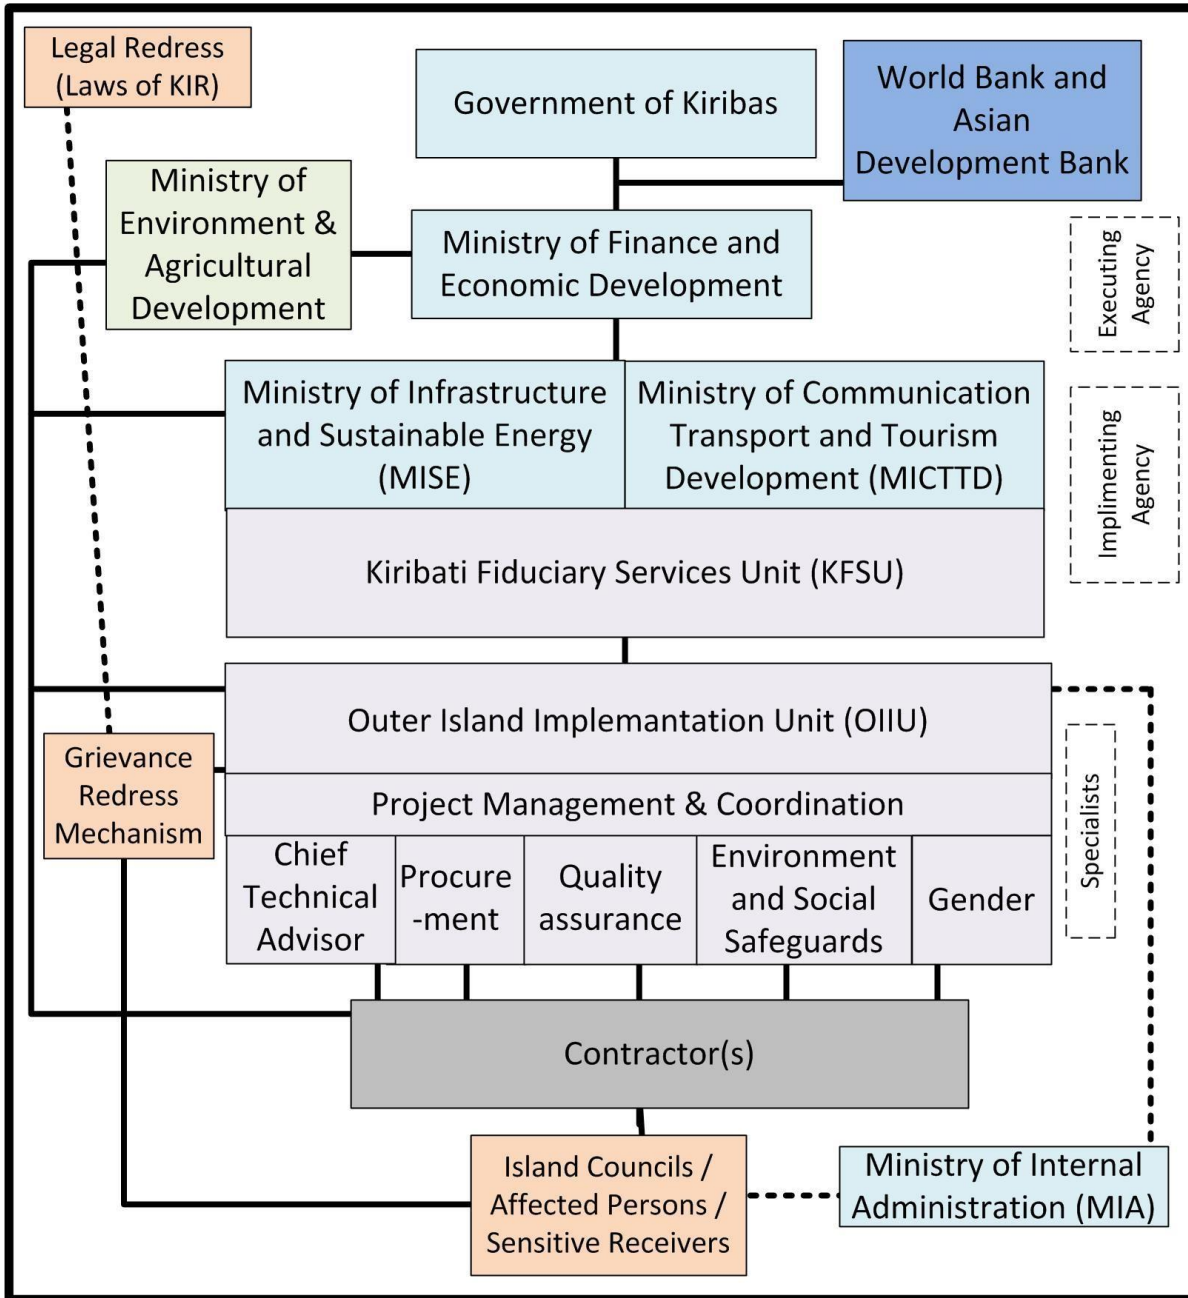 Legal Redress
(Laws of KIR)
Government of Kiribas
World Bank and
Asian
Development Bank
Ministry of
Environment &
Agricultural
Development
Ministry of Finance and
Economic Development
Executing
Agency
Ministry of Infrastructure
and Sustainable Energy
(MISE)
Ministry of Communication
Transport and Tourism
Development (MICTTD)
Implimenting
Agency
Kiribati Fiduciary Services Unit (KFSU)
Outer Island Implemantation Unit (OIIU)
Grievance
Redress
Mechanism
Project Management & Coordination
Specialists
Chief
Technical
Advisor
Procure
-ment
Quality
assurance
Environment
and Social
Safeguards
Gender
Contractor(s)
Island Councils /
Affected Persons /
Sensitive Receivers
Ministry of Internal
Administration (MIA)